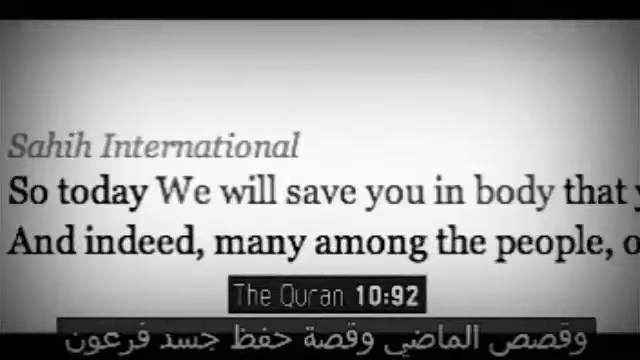 Sahih International
So today We will save you in body that
And indeed, many among the people,
The Quran 10:92
وقصص الماضي وقصة حفظ جسد فرعون